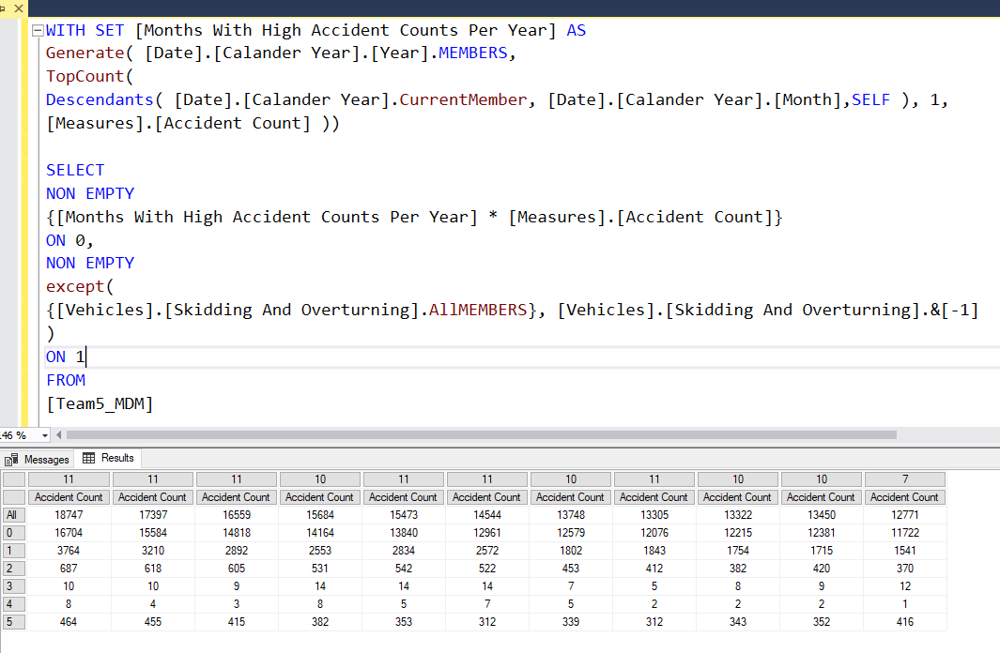 WITH SET [Months With High Accident Counts Per Year] AS
Generate( [Date].[Calander Year].[Year].MEMBERS,
TopCount(
Descendants( [Date].[Calander Year].CurrentMember, [Date].[Calander Year].[Month],SELF ), 1,
[Measures].[Accident Count] ))
SELECT
NON EMPTY
{[Months With High Accident Counts Per Year] * [Measures].[Accident Count]}
ON 0,
NON EMPTY
except(
{[Vehicles].[Skidding And Overturning].AllMEMBERS}, [Vehicles].[Skidding And Overturning].&[-1]
)
ON 1
FROM
[Team5_MDM]
46 %
Messages Results
11 11 11 10 11 11 10 11 10 10 7
Accident Count Accident Count Accident Count Accident Count Accident Count Accident Count Accident Count Accident Count Accident Count Accident Count Accident Count
All 18747 17397 16559 15684 15473 14544 13748 13305 13322 13450 12771
0 16704 15584 14818 14164 13840 12961 12579 12076 12215 12381 11722
1 3764 3210 2892 2553 2834 2572 1802 1843 1754 1715 1541
2 687 618 605 531 542 522 453 412 382 420 370
3 10 10 9 14 14 14 7 5 8 9 12
4 8 4 3 8 5 7 5 2 2 2 1
5 464 455 415 382 353 312 339 312 343 352 416